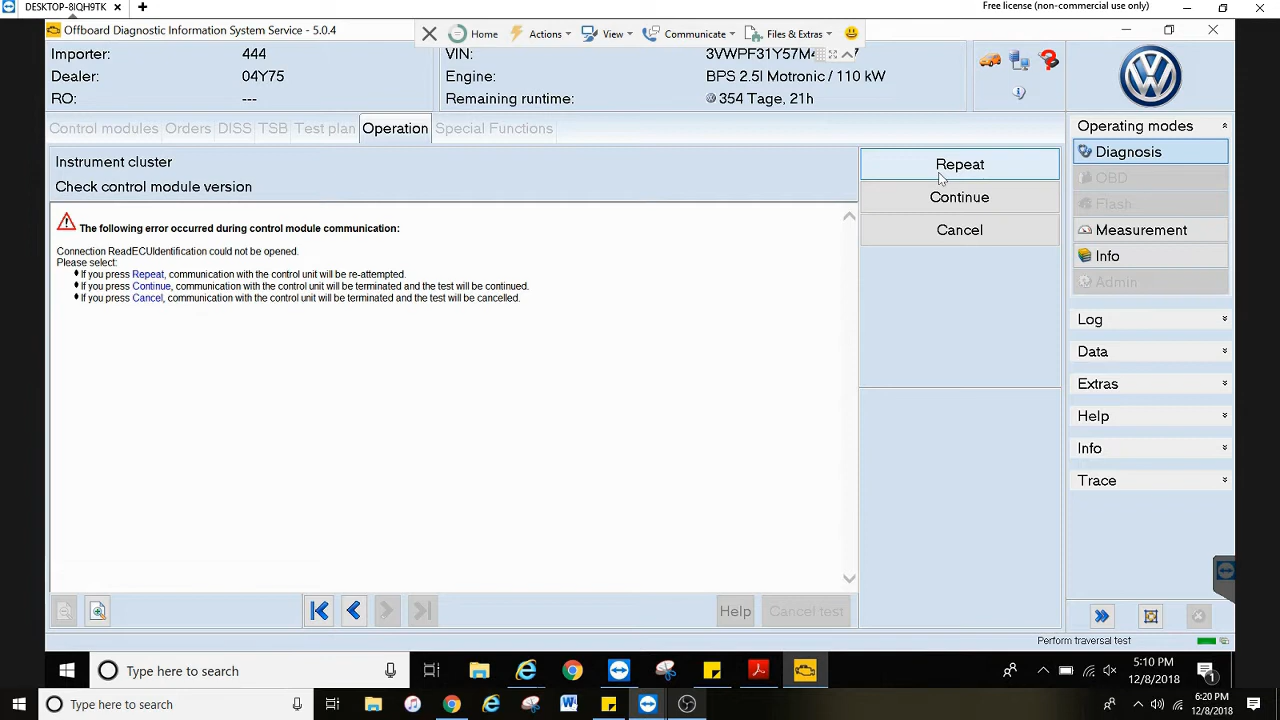 DESKTOP-8IQH9TK
Free license (non-commercial use only)
Offboard Diagnostic Information System Service - 5.0.4
Home
Actions
View
Communicate
Files & Extras
Importer: 444
Dealer: 04Y75
RO: ---
VIN:
Engine: BPS 2.5l Motronic / 110 kW
Remaining runtime: 354 Tage, 21h
Control modules
Orders
DISS
TSB
Test plan
Operation
Special Functions
Instrument cluster
Check control module version
The following error occurred during control module communication:
Connection ReadECUIdentification could not be opened.
Please select:
If you press Repeat, communication with the control unit will be re-attempted.
If you press Continue, communication with the control unit will be terminated and the test will be continued.
If you press Cancel, communication with the control unit will be terminated and the test will be cancelled.
Repeat
Continue
Cancel
Operating modes
Diagnosis
OBD
Flash
Measurement
Info
Admin
Log
Data
Extras
Help
Info
Trace
Help
Cancel test
Perform traversal test
Type here to search
5:10 PM
12/8/2018
1
Type here to search
6:20 PM
12/8/2018